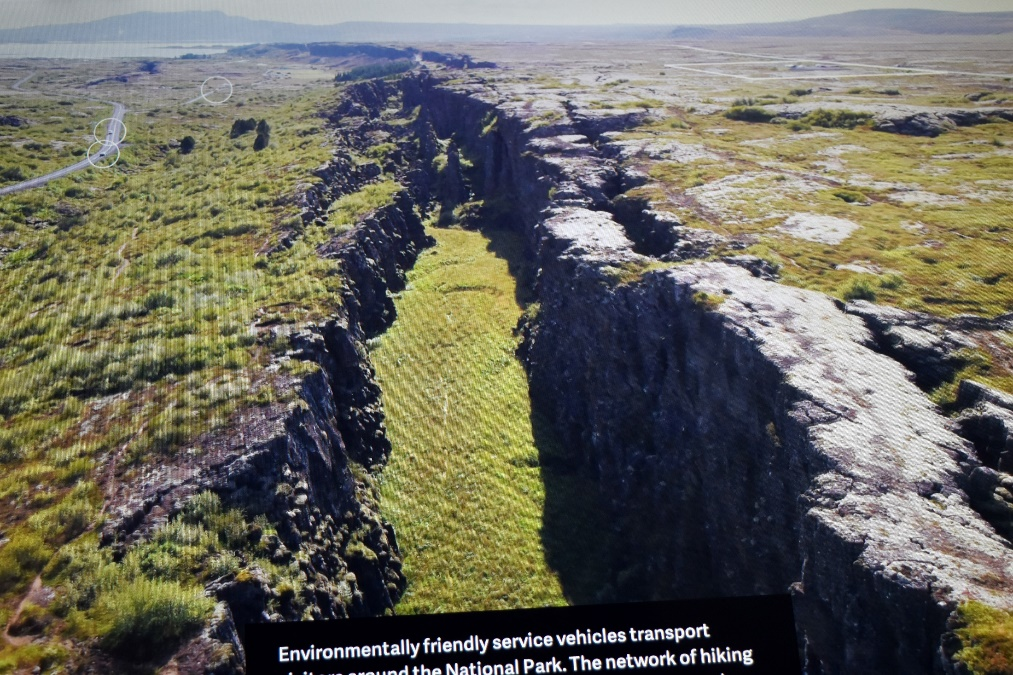 Environmentally friendly service vehicles transport
around the National Park. The network of hiking